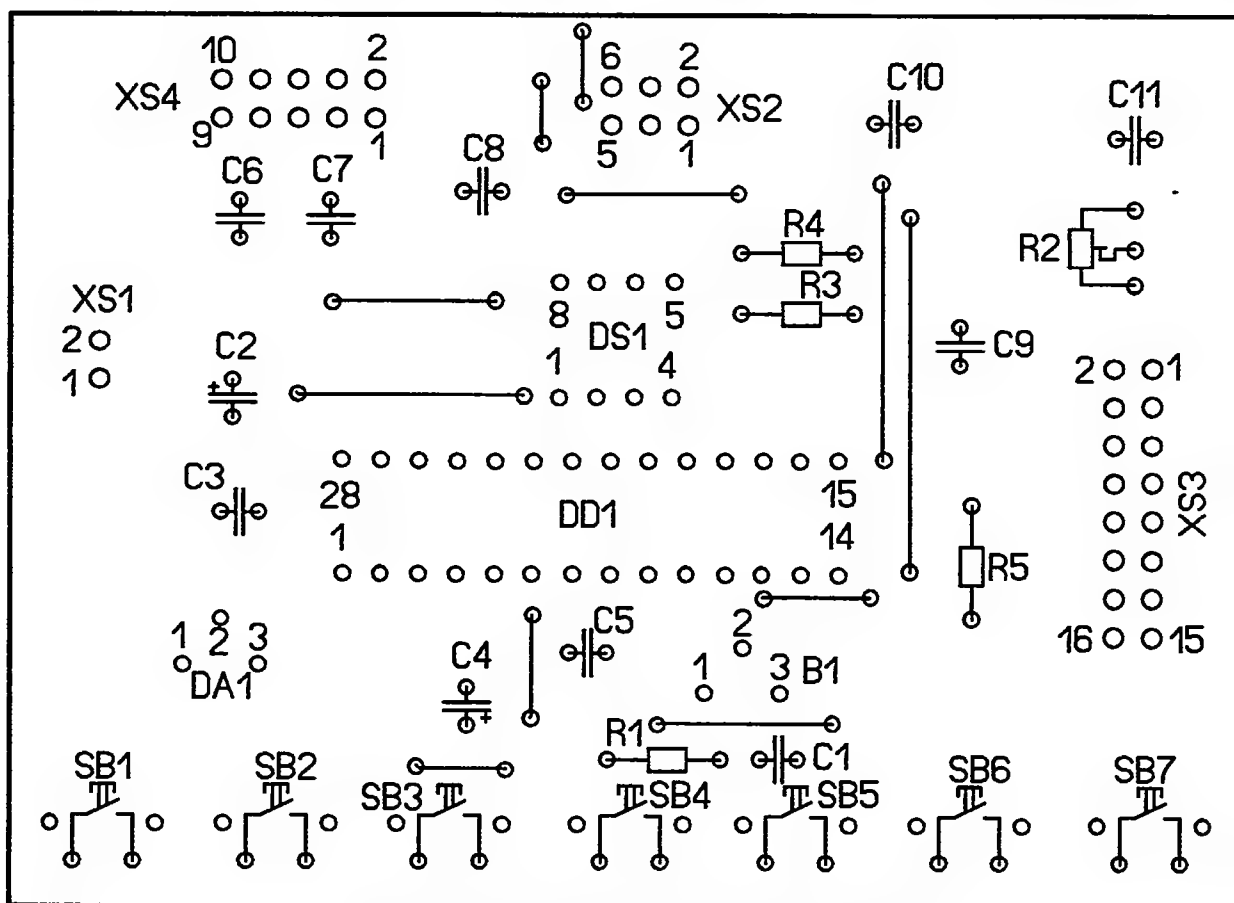 10 2
XS4
9 1
6 2
XS2
5 1
C10
C11
C8
C6 C7
R4
R2
R3
XS1
2
1
8 5
DS1
1 4
C2
+
C9
2 1
XS3
16 15
C3
28 15
DD1
1 14
R5
1 2 3
DA1
C4
+
C5
2
1 3 B1
R1
C1
SB1 SB2 SB3 SB4 SB5 SB6 SB7